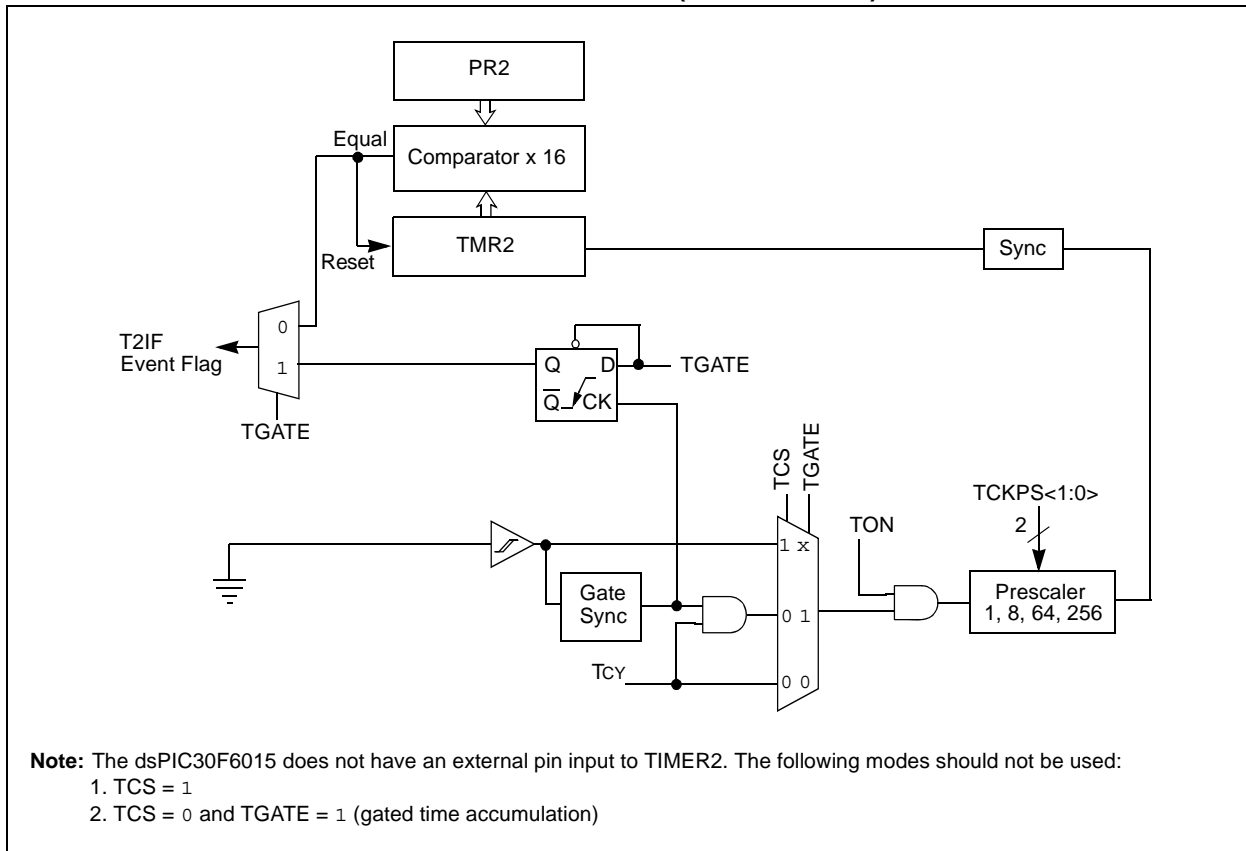 PR2
Equal
Comparator x 16
TMR2
Reset
Sync
0
1
T2IF
Event Flag
TGATE
Q D
Q CK
TGATE
TCS
TGATE
TCKPS<1:0>
2
TON
1 x
Prescaler
1, 8, 64, 256
Gate
Sync
0 1
TCY
0 0
Note: The dsPIC30F6015 does not have an external pin input to TIMER2. The following modes should not be used:
1. TCS = 1
2. TCS = 0 and TGATE = 1 (gated time accumulation)